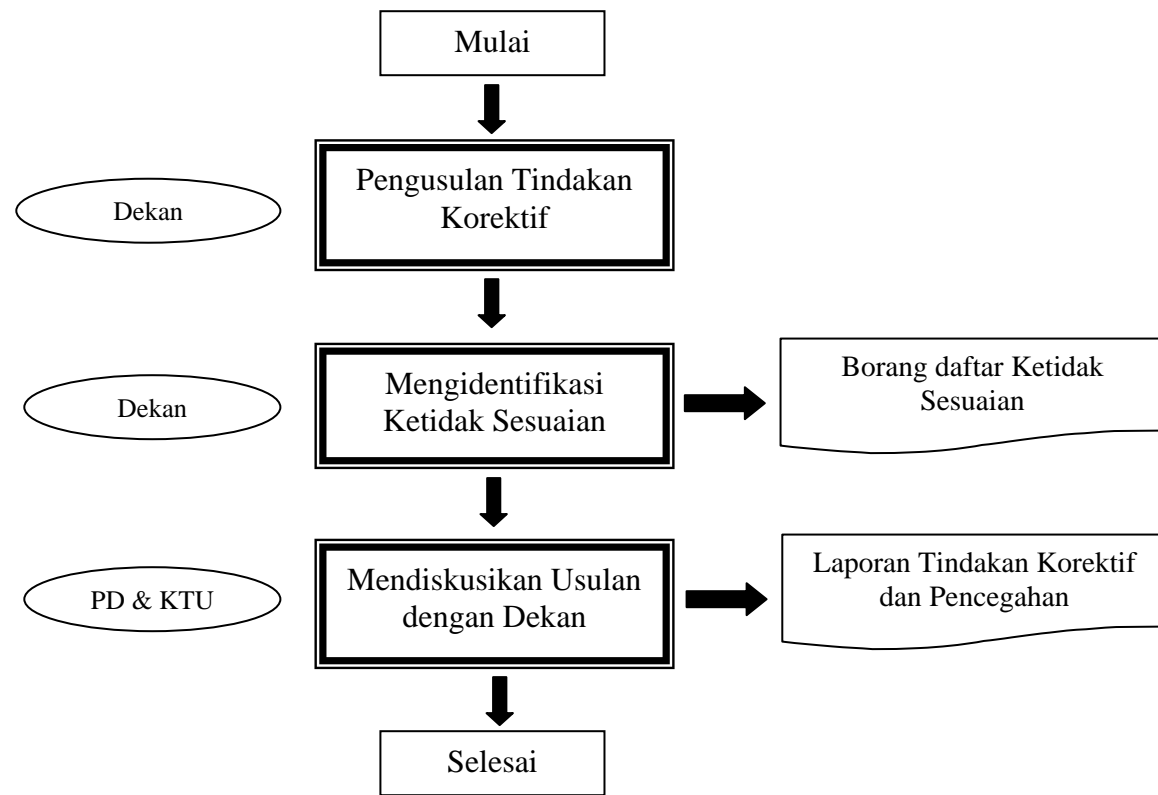 Mulai
Pengusulan Tindakan
Korektif
Dekan
Mengidentifikasi
Ketidak Sesuaian
Dekan
Borang daftar Ketidak
Sesuaian
Mendiskusikan Usulan
dengan Dekan
PD & KTU
Laporan Tindakan Korektif
dan Pencegahan
Selesai